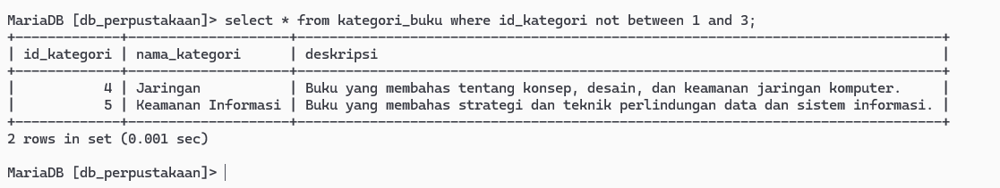 MariaDB [db_perpustakaan]> select * from kategori_buku where id_kategori not between 1 and 3;
+-------------+---------------------+--------------------------------------------------------------------------------+
| id_kategori | nama_kategori       | deskripsi                                                                      |
+-------------+---------------------+--------------------------------------------------------------------------------+
|           4 | Jaringan            | Buku yang membahas tentang konsep, desain, dan keamanan jaringan komputer.     |
|           5 | Keamanan Informasi | Buku yang membahas strategi dan teknik perlindungan data dan sistem informasi. |
+-------------+---------------------+--------------------------------------------------------------------------------+
2 rows in set (0.001 sec)
MariaDB [db_perpustakaan]>